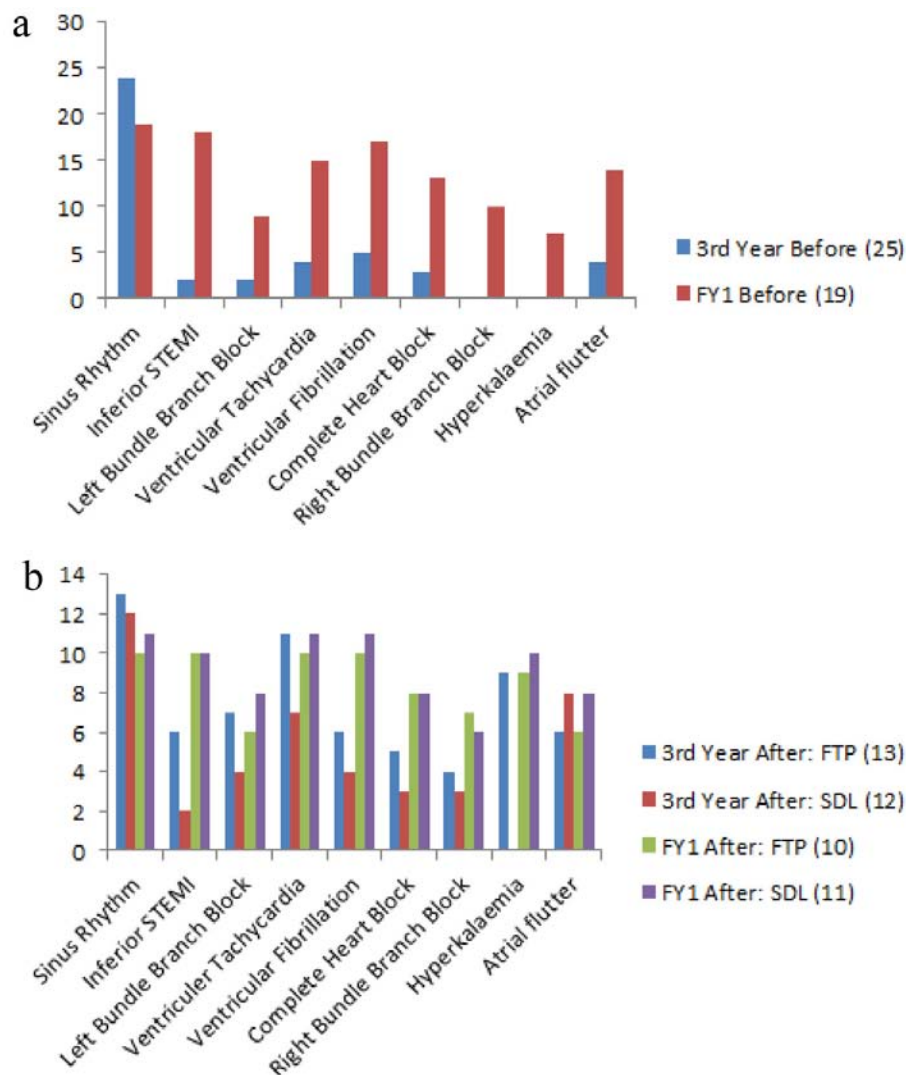 a
30
25
20
15
10
5
0
Sinus Rhythm
Inferior STEMI
Left Bundle Branch Block
Ventricular Tachycardia
Ventricular Fibrillation
Complete Heart Block
Right Bundle Branch Block
Hyperkalaemia
Atrial flutter
3rd Year Before (25)
FY1 Before (19)
b
14
12
10
8
6
4
2
0
Sinus Rhythm
Inferior STEMI
Left Bundle Branch Block
Ventriculer Tachycardia
Ventricular Fibrillation
Complete Heart Block
Right Bundle Branch Block
Hyperkalaemia
Atrial flutter
3rd Year After: FTP (13)
3rd Year After: SDL (12)
FY1 After: FTP (10)
FY1 After: SDL (11)